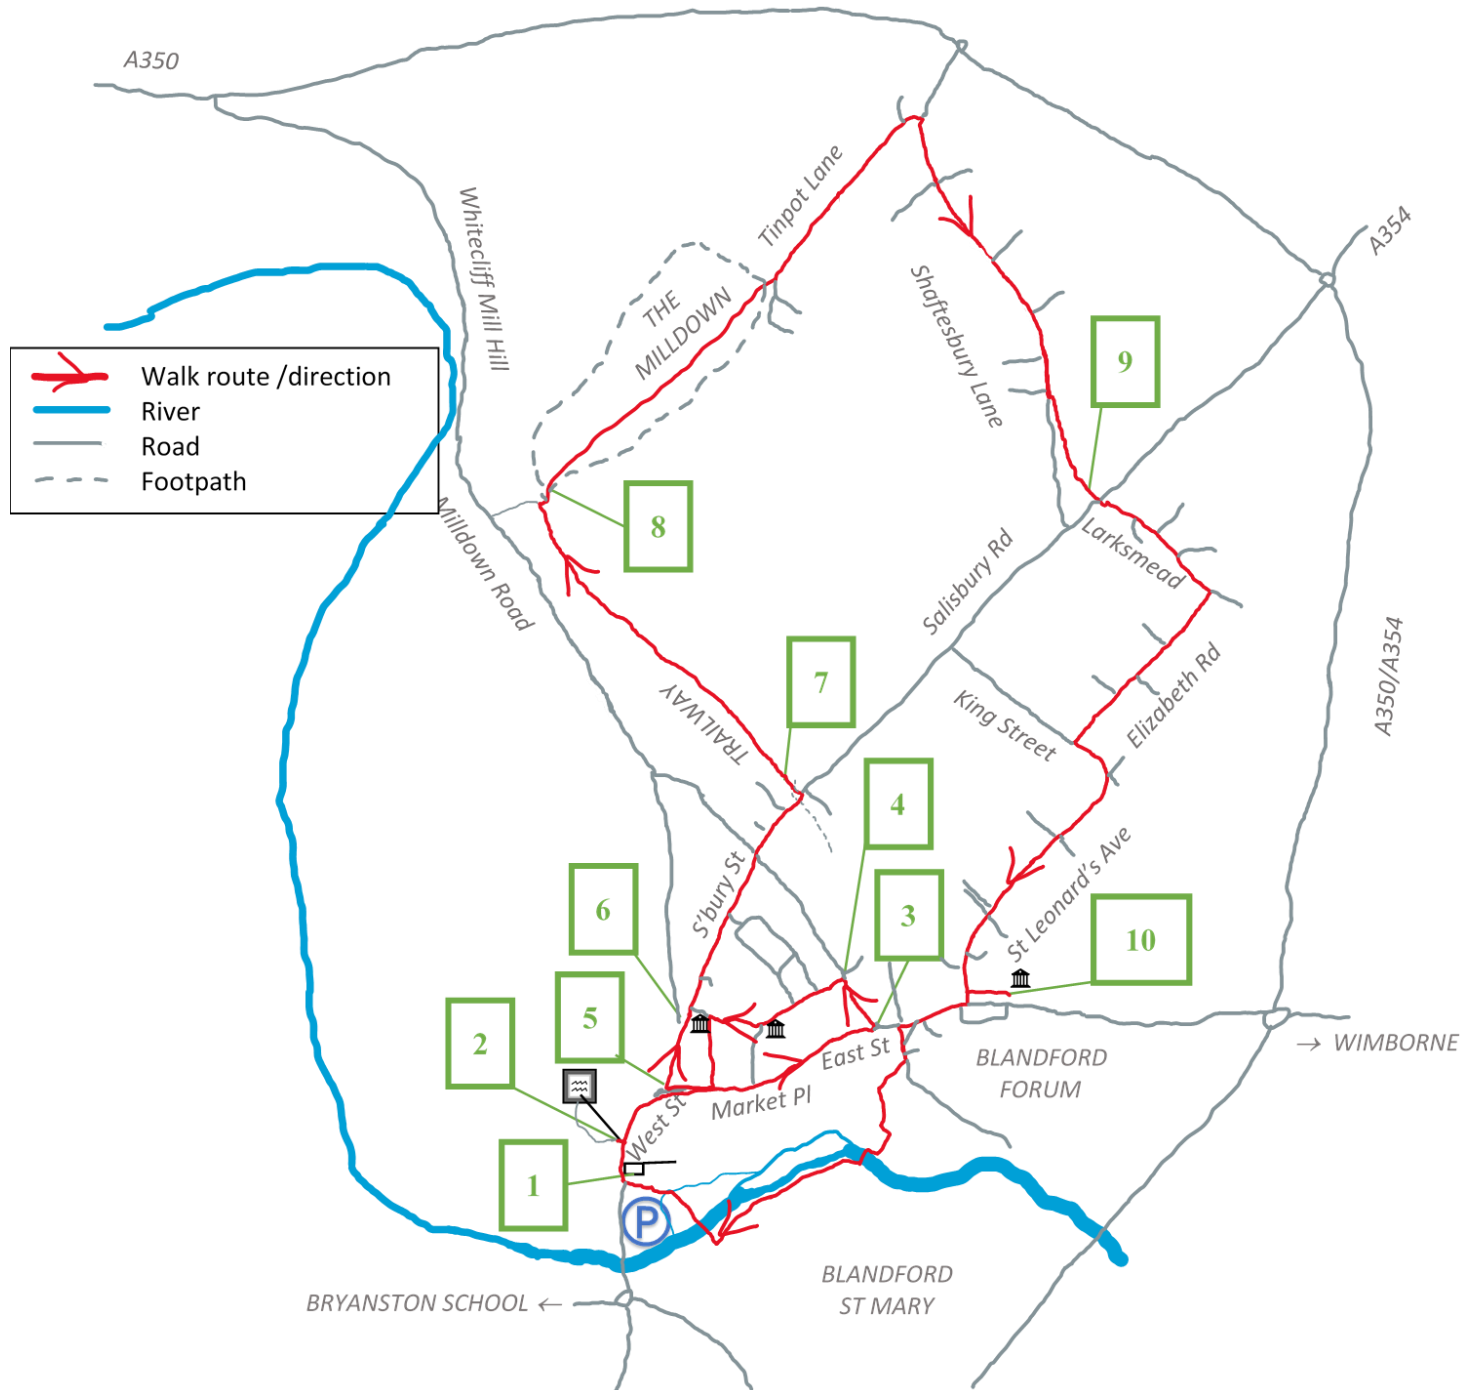 A350
A354
Whitecliff Mill Hill
Tinpot Lane
THE
MILLDOWN
Shaftesbury Lane
9
Walk route /direction
River
Road
Footpath
8
Milldown Road
Larksmead
Salisbury Rd
A350/A354
7
TRAILWAY
King Street
Elizabeth Rd
4
S'bury St
6
3
St Leonard's Ave
10
5
2
East St
Market Pl
West St
BLANDFORD
FORUM
→ WIMBORNE
1
P
BLANDFORD
ST MARY
BRYANSTON SCHOOL ←